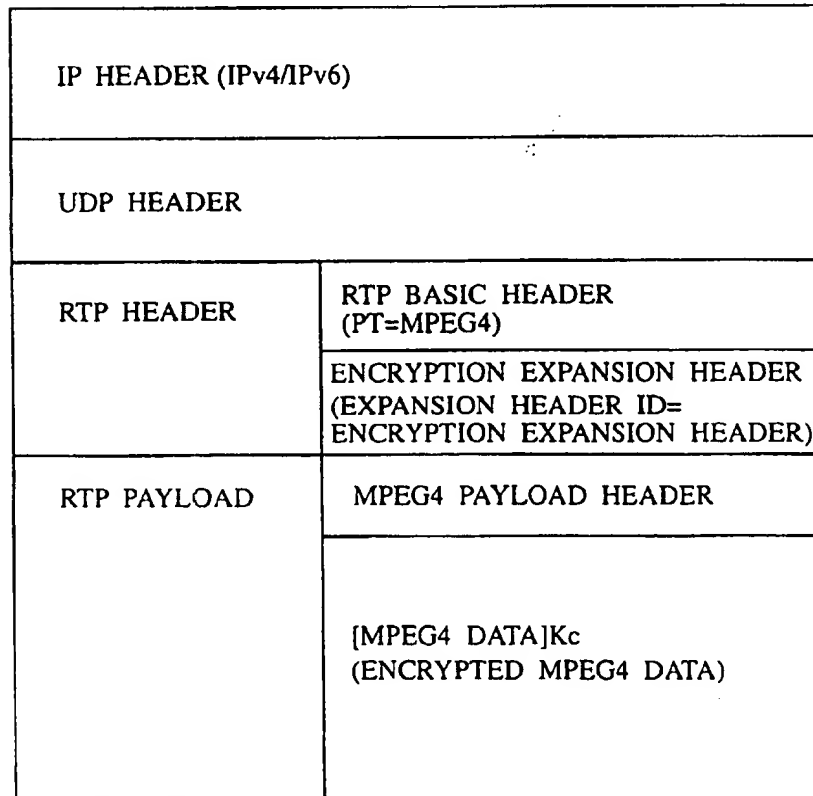 IP HEADER (IPv4/IPv6)
UDP HEADER
RTP HEADER
RTP BASIC HEADER
(PT=MPEG4)
ENCRYPTION EXPANSION HEADER
(EXPANSION HEADER ID=
ENCRYPTION EXPANSION HEADER)
RTP PAYLOAD
MPEG4 PAYLOAD HEADER
[MPEG4 DATA]Kc
(ENCRYPTED MPEG4 DATA)